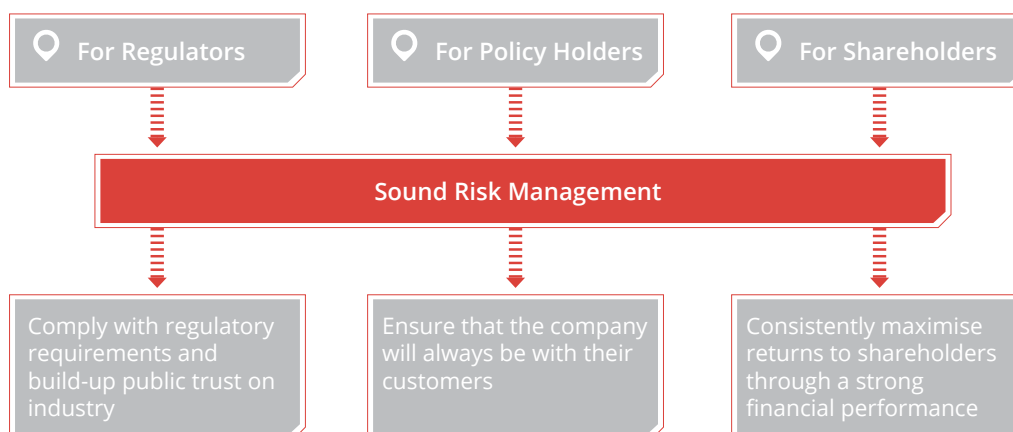 For Regulators
For Policy Holders
For Shareholders
Sound Risk Management
Comply with regulatory
requirements and
build-up public trust on
industry
Ensure that the company
will always be with their
customers
Consistently maximise
returns to shareholders
through a strong
financial performance